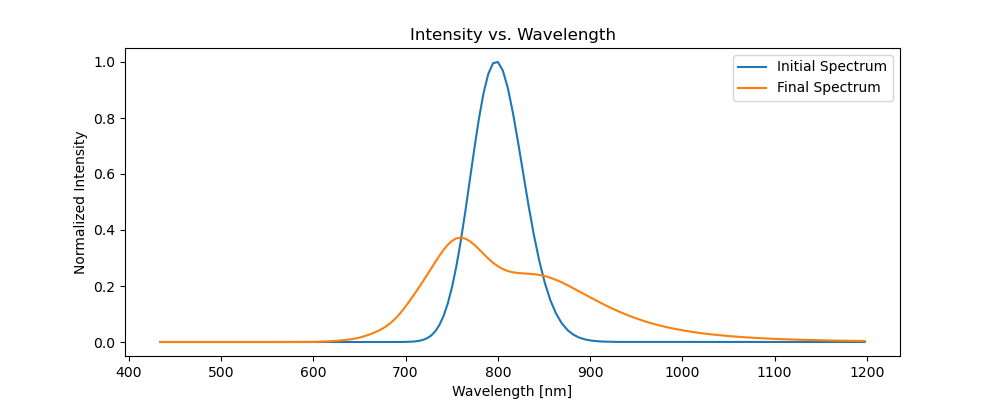 Intensity vs. Wavelength
Normalized Intensity
1.0
0.8
0.6
0.4
0.2
0.0
Initial Spectrum
Final Spectrum
400 500 600 700 800 900 1000 1100 1200
Wavelength [nm]